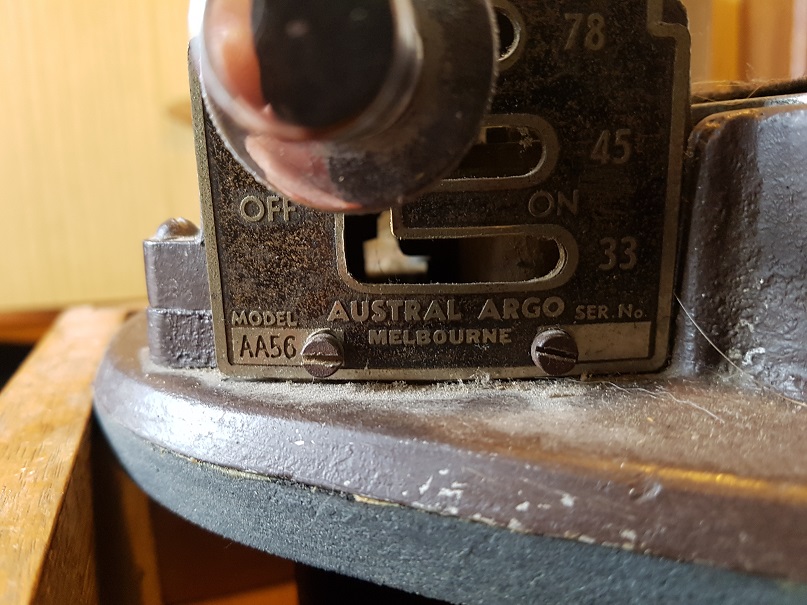 78
45
OFF ON
33
AUSTRAL ARGO
MODEL SER. No.
AA56 MELBOURNE